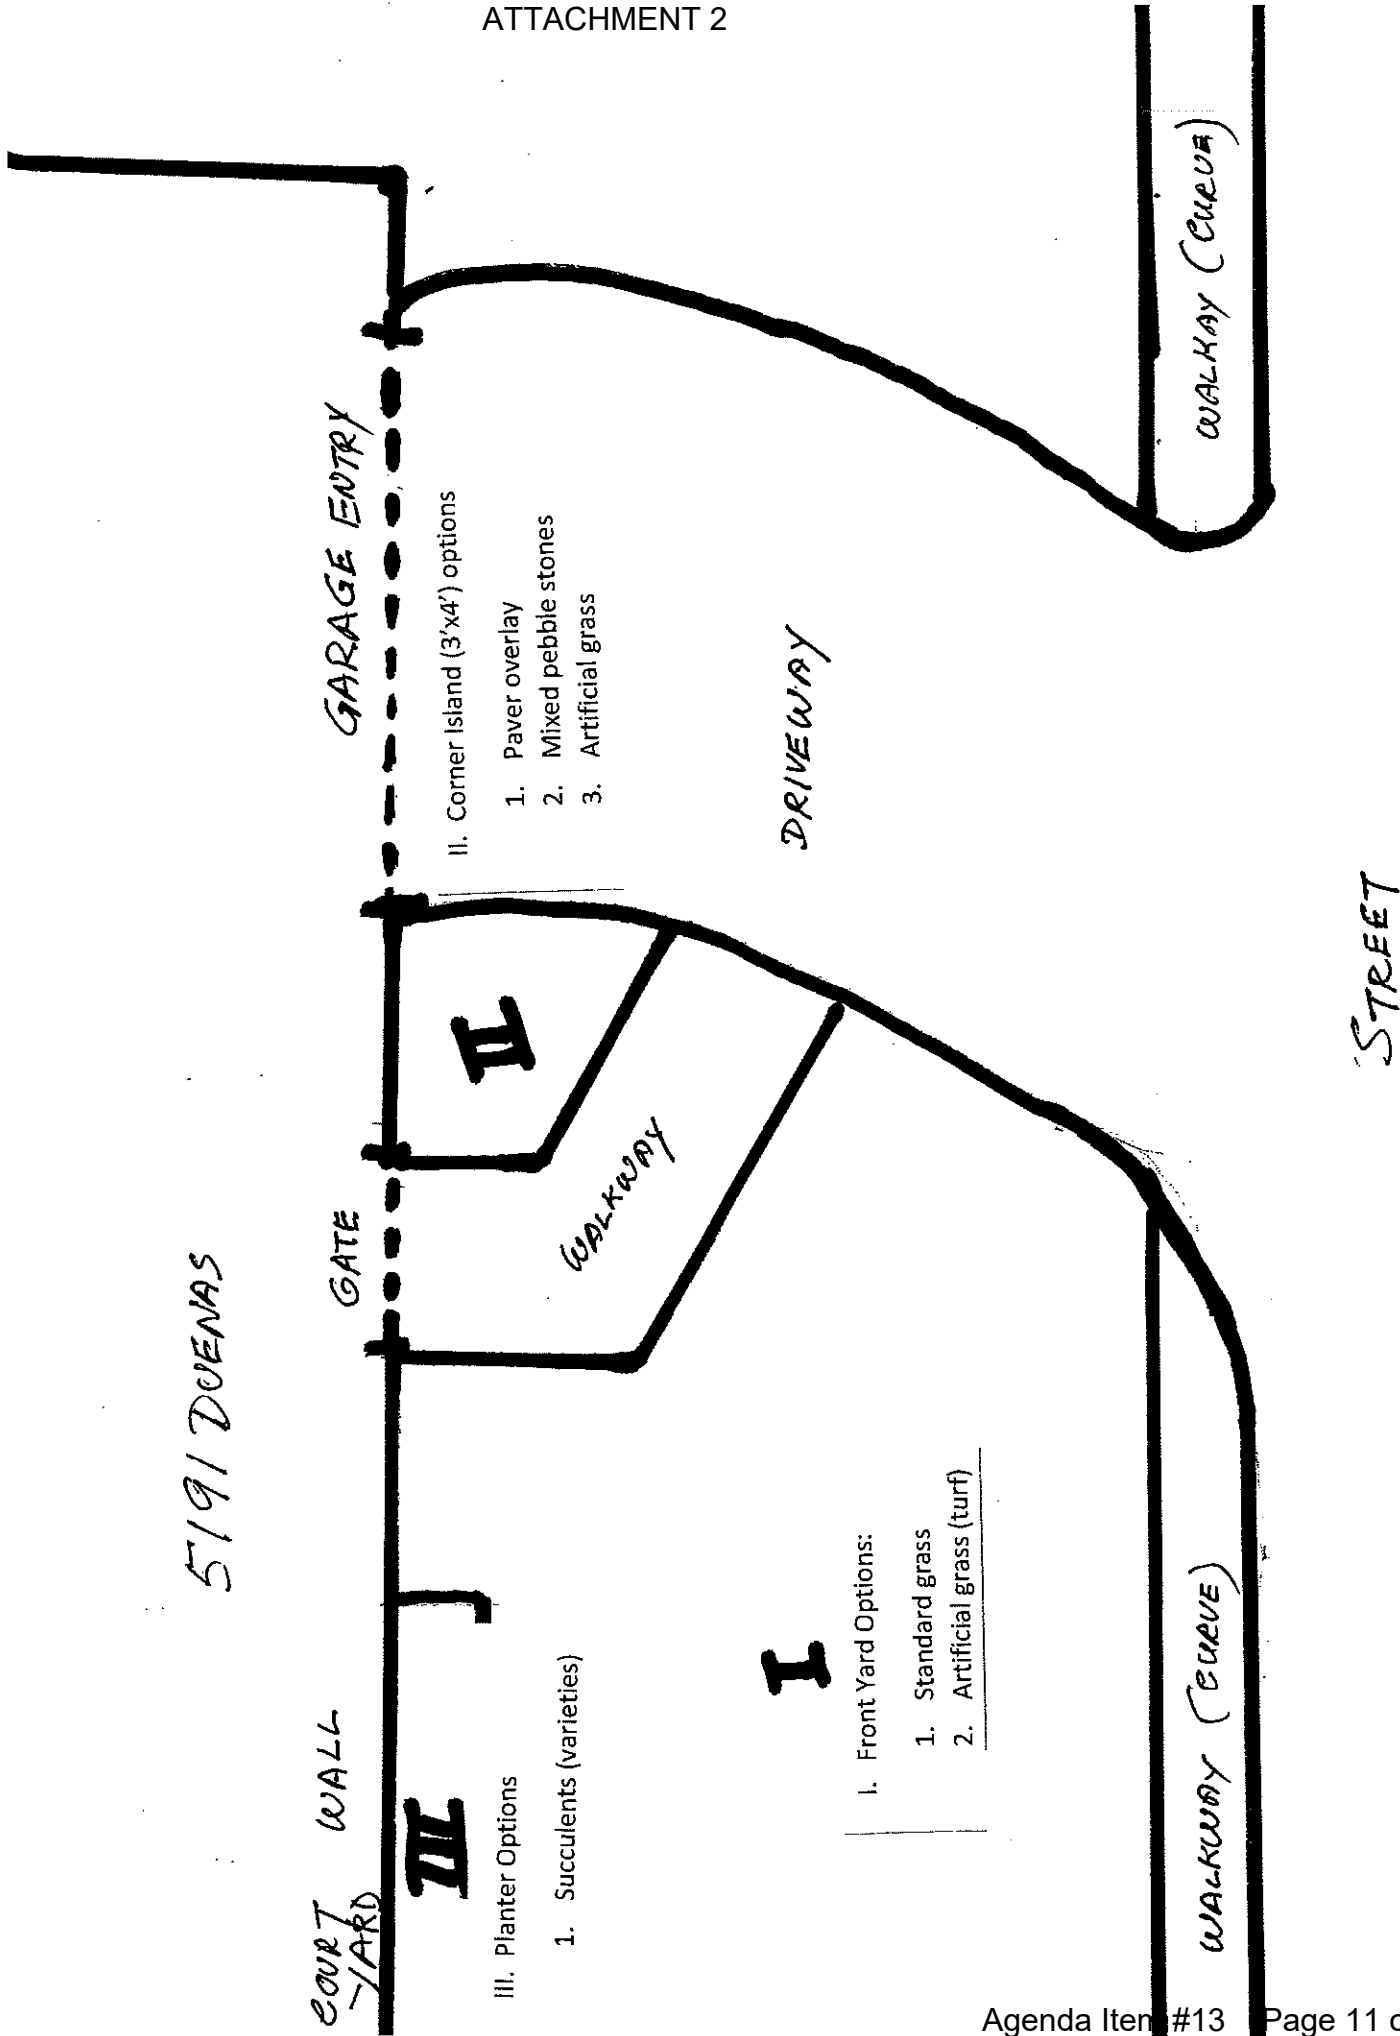 ATTACHMENT 2
5191 DUENAS
COURT YARD WALL
GATE
GARAGE ENTRY
III
III. Planter Options
1. Succulents (varieties)
II
II. Corner Island (3'x4') options
1. Paver overlay
2. Mixed pebble stones
3. Artificial grass
WALKWAY
DRIVEWAY
I
I. Front Yard Options:
1. Standard grass
2. Artificial grass (turf)
WALKWAY (CURVE)
WALKAY (CURVE)
STREET
Agenda Item #13 Page 11 o